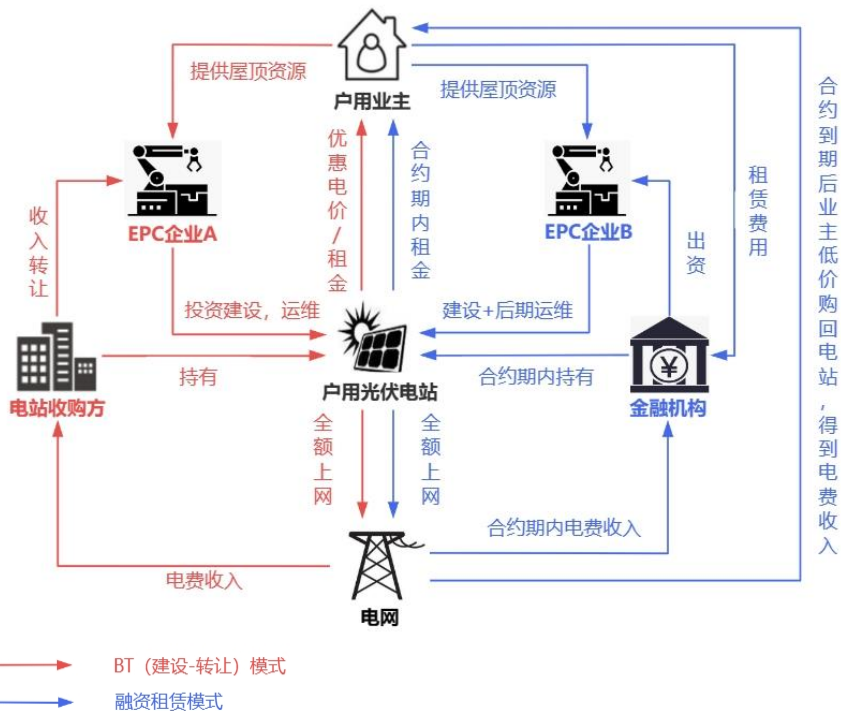 户用业主
提供屋顶资源
提供屋顶资源
优惠电价/租金
合约期内租金
租赁费用
合约到期后业主低价购回电站，得到电费收入
收入转让
EPC企业A
EPC企业B
出资
投资建设，运维
建设+后期运维
持有
合约期内持有
电站收购方
户用光伏电站
金融机构
全额上网
全额上网
合约期内电费收入
电费收入
电网
BT（建设-转让）模式
融资租赁模式